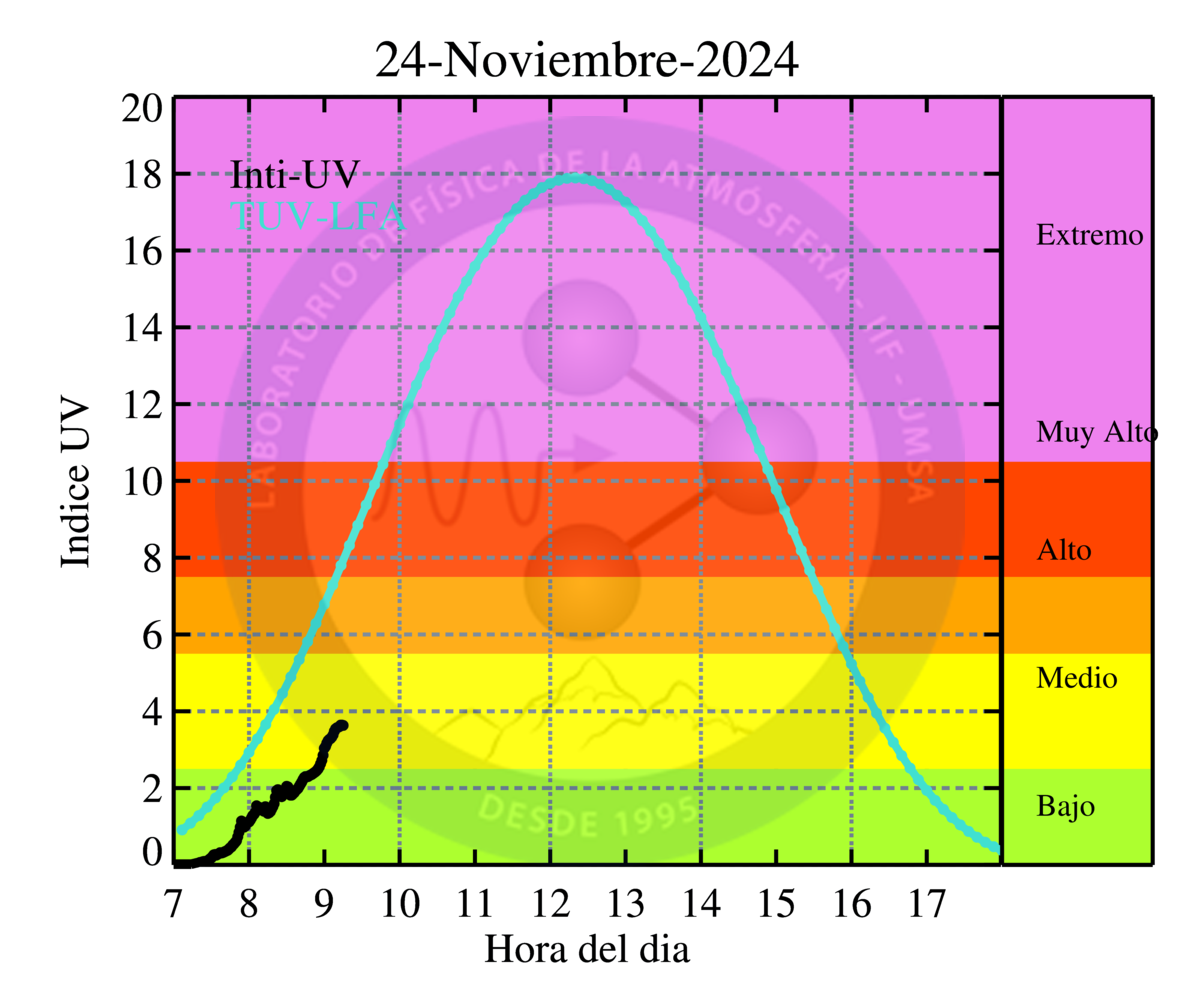 24-Noviembre-2024
Inti-UV
TUV-LFA
LABORATORIO DE FÍSICA DE LA ATMÓSFERA - IIF - UMSA
DESDE 1995
Indice UV
20
18
16
14
12
10
8
6
4
2
0
Extremo
Muy Alto
Alto
Medio
Bajo
7 8 9 10 11 12 13 14 15 16 17
Hora del dia